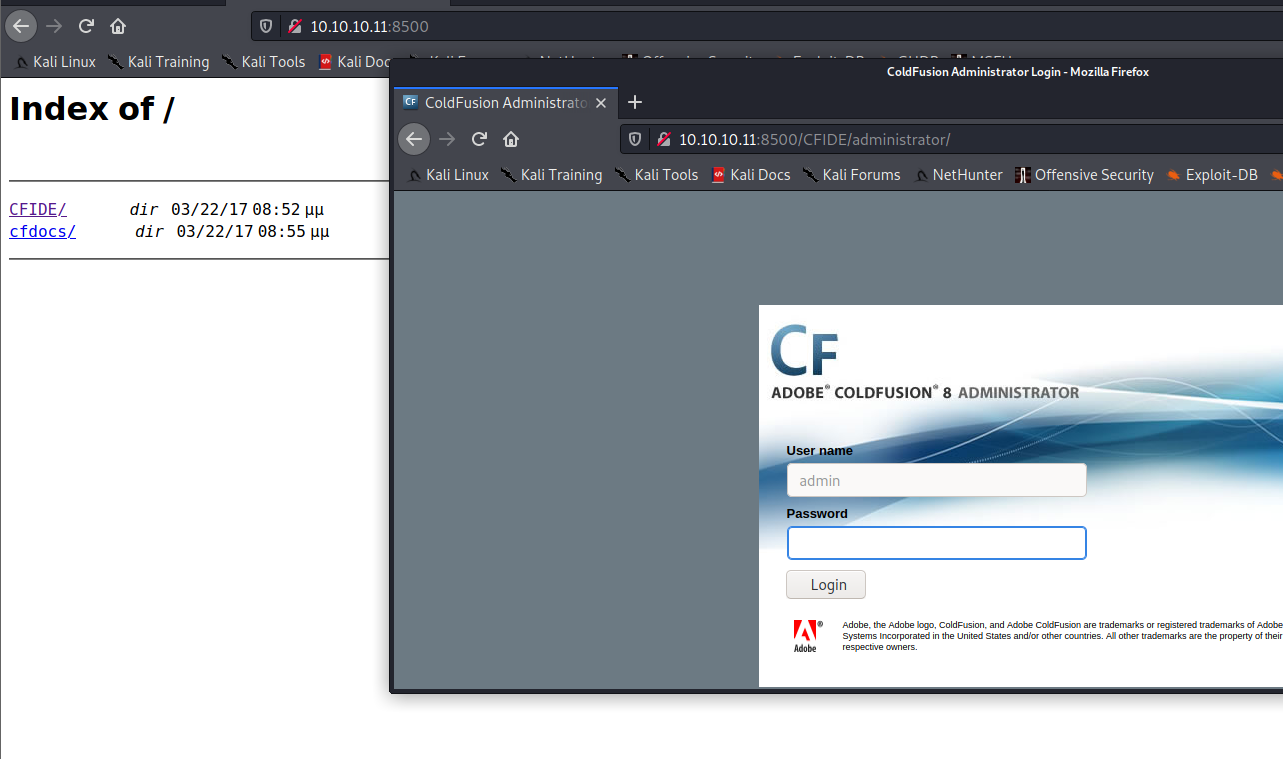 10.10.10.11:8500
Kali Linux Kali Training Kali Tools Kali Doc
Index of /
CFIDE/ dir 03/22/17 08:52 μμ
cfdocs/ dir 03/22/17 08:55 μμ
ColdFusion Administrator Login - Mozilla Firefox
CF ColdFusion Administrato
10.10.10.11:8500/CFIDE/administrator/
Kali Linux Kali Training Kali Tools Kali Docs Kali Forums NetHunter Offensive Security Exploit-DB
CF
ADOBE® COLDFUSION® 8 ADMINISTRATOR
User name
admin
Password
Login
Adobe
Adobe, the Adobe logo, ColdFusion, and Adobe ColdFusion are trademarks or registered trademarks of Adobe
Systems Incorporated in the United States and/or other countries. All other trademarks are the property of their
respective owners.